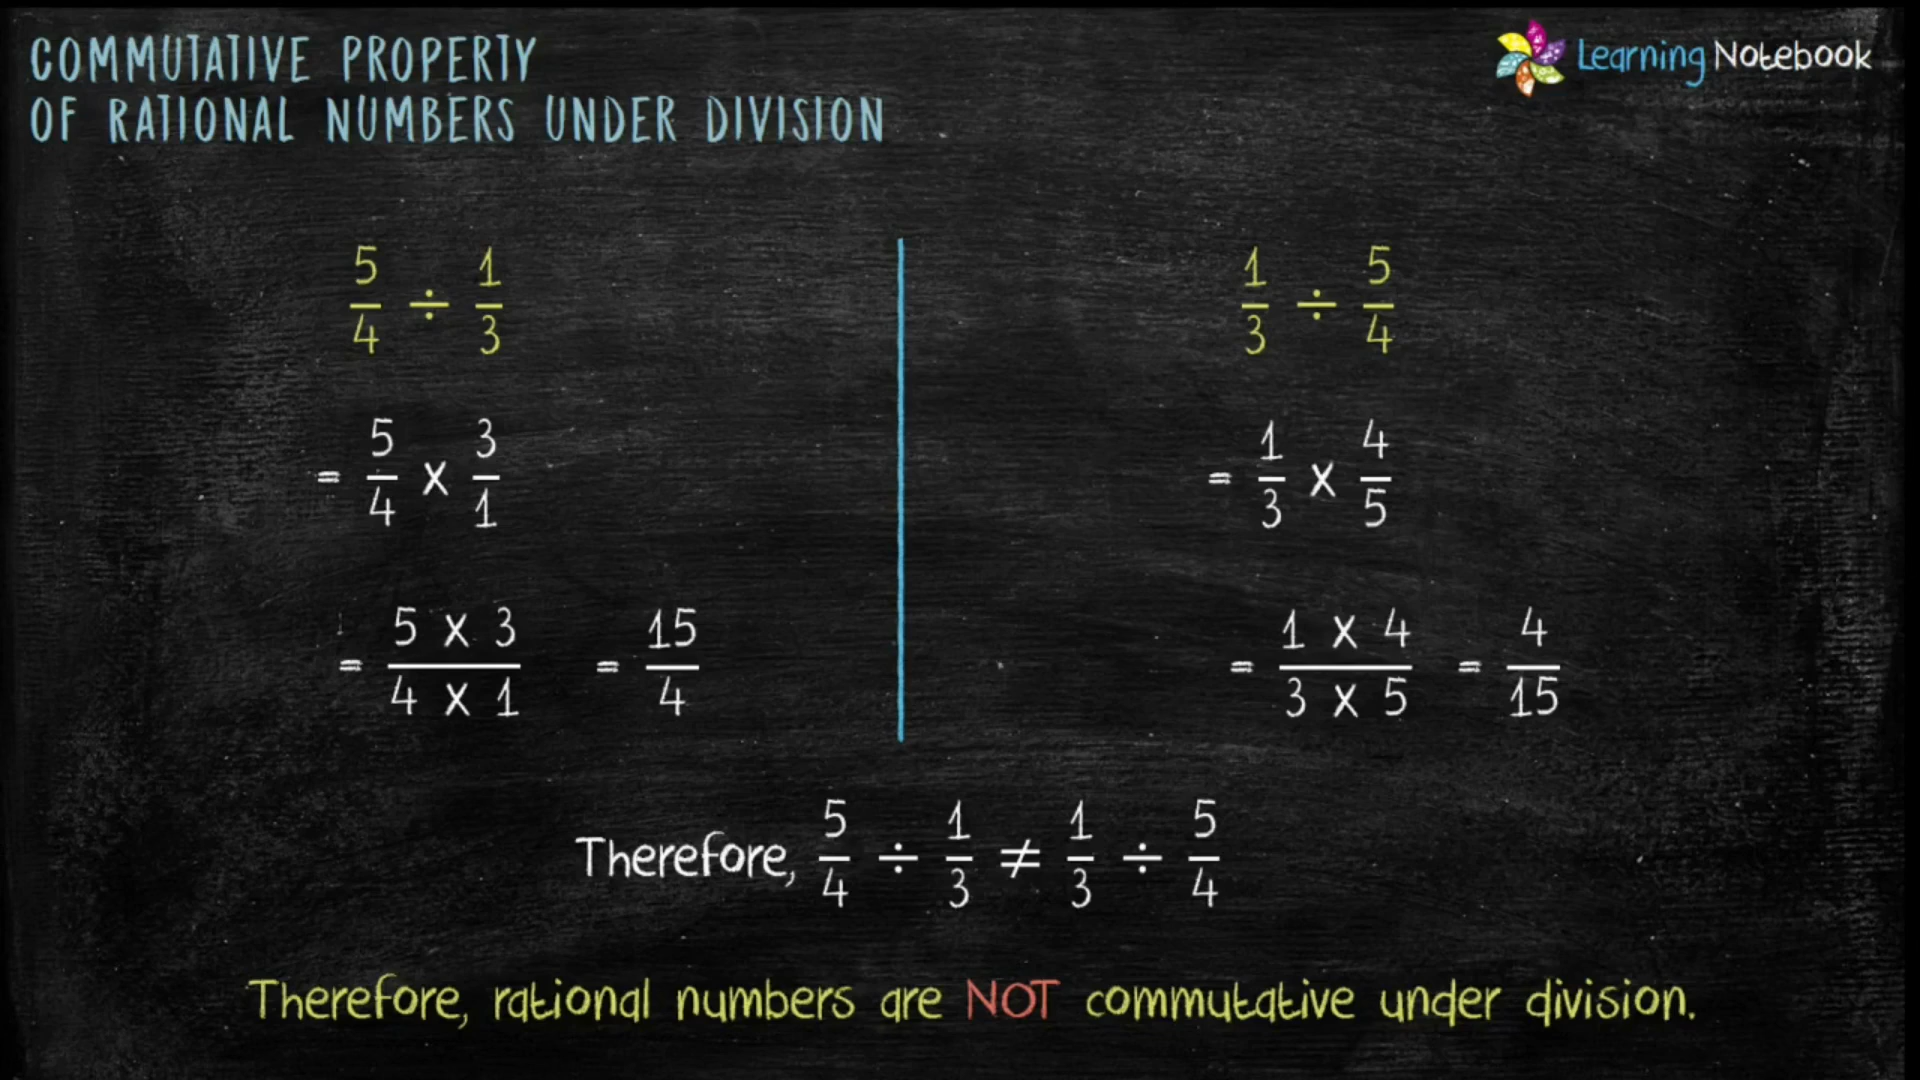 COMMUTATIVE PROPERTY
OF RATIONAL NUMBERS UNDER DIVISION
Learning Notebook
5/4 ÷ 1/3
= 5/4 x 3/1
= 5 x 3/4 x 1 = 15/4
1/3 ÷ 5/4
= 1/3 x 4/5
= 1 x 4/3 x 5 = 4/15
Therefore, 5/4 ÷ 1/3 ≠ 1/3 ÷ 5/4
Therefore, rational numbers are NOT commutative under division.